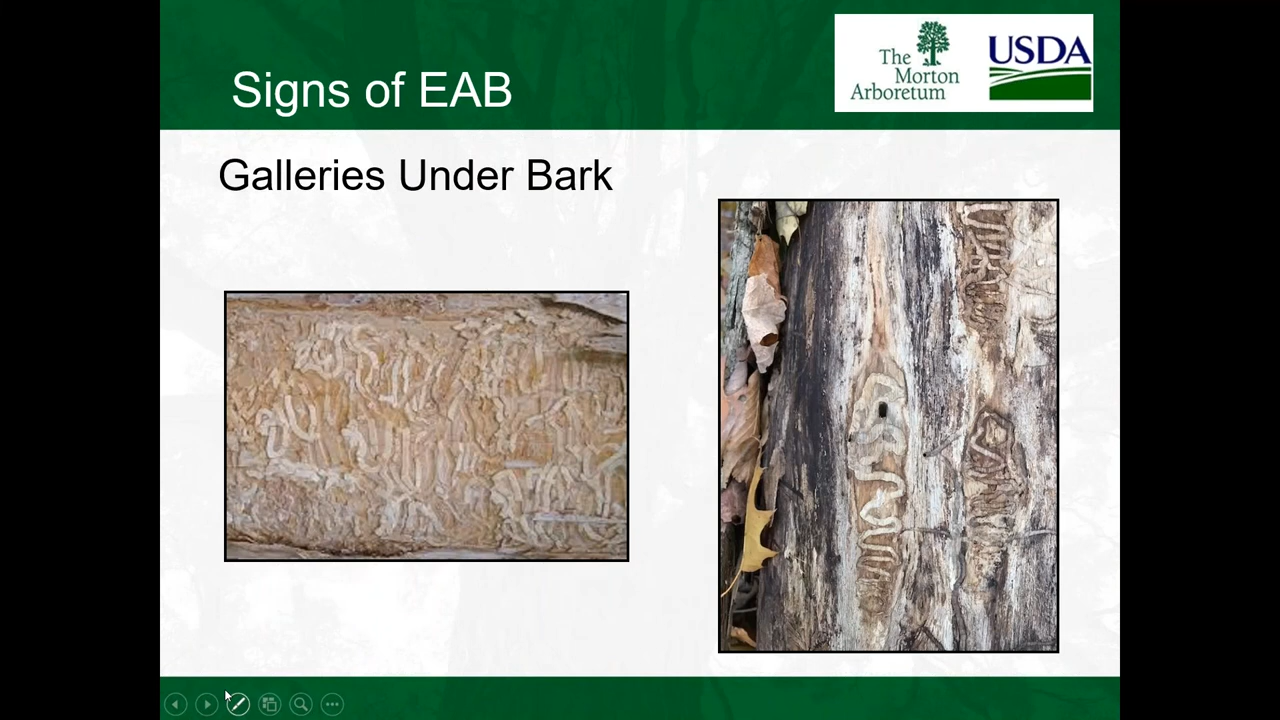 Signs of EAB
The
Morton
Arboretum
USDA
Galleries Under Bark